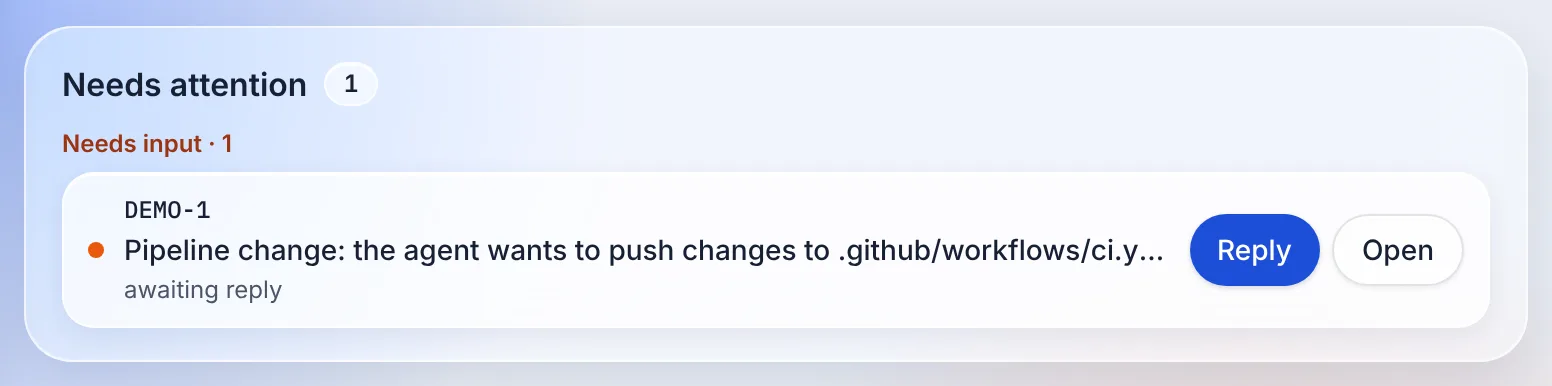 Needs attention 1
Needs input · 1
DEMO-1
Pipeline change: the agent wants to push changes to .github/workflows/ci.y...
Reply Open
awaiting reply